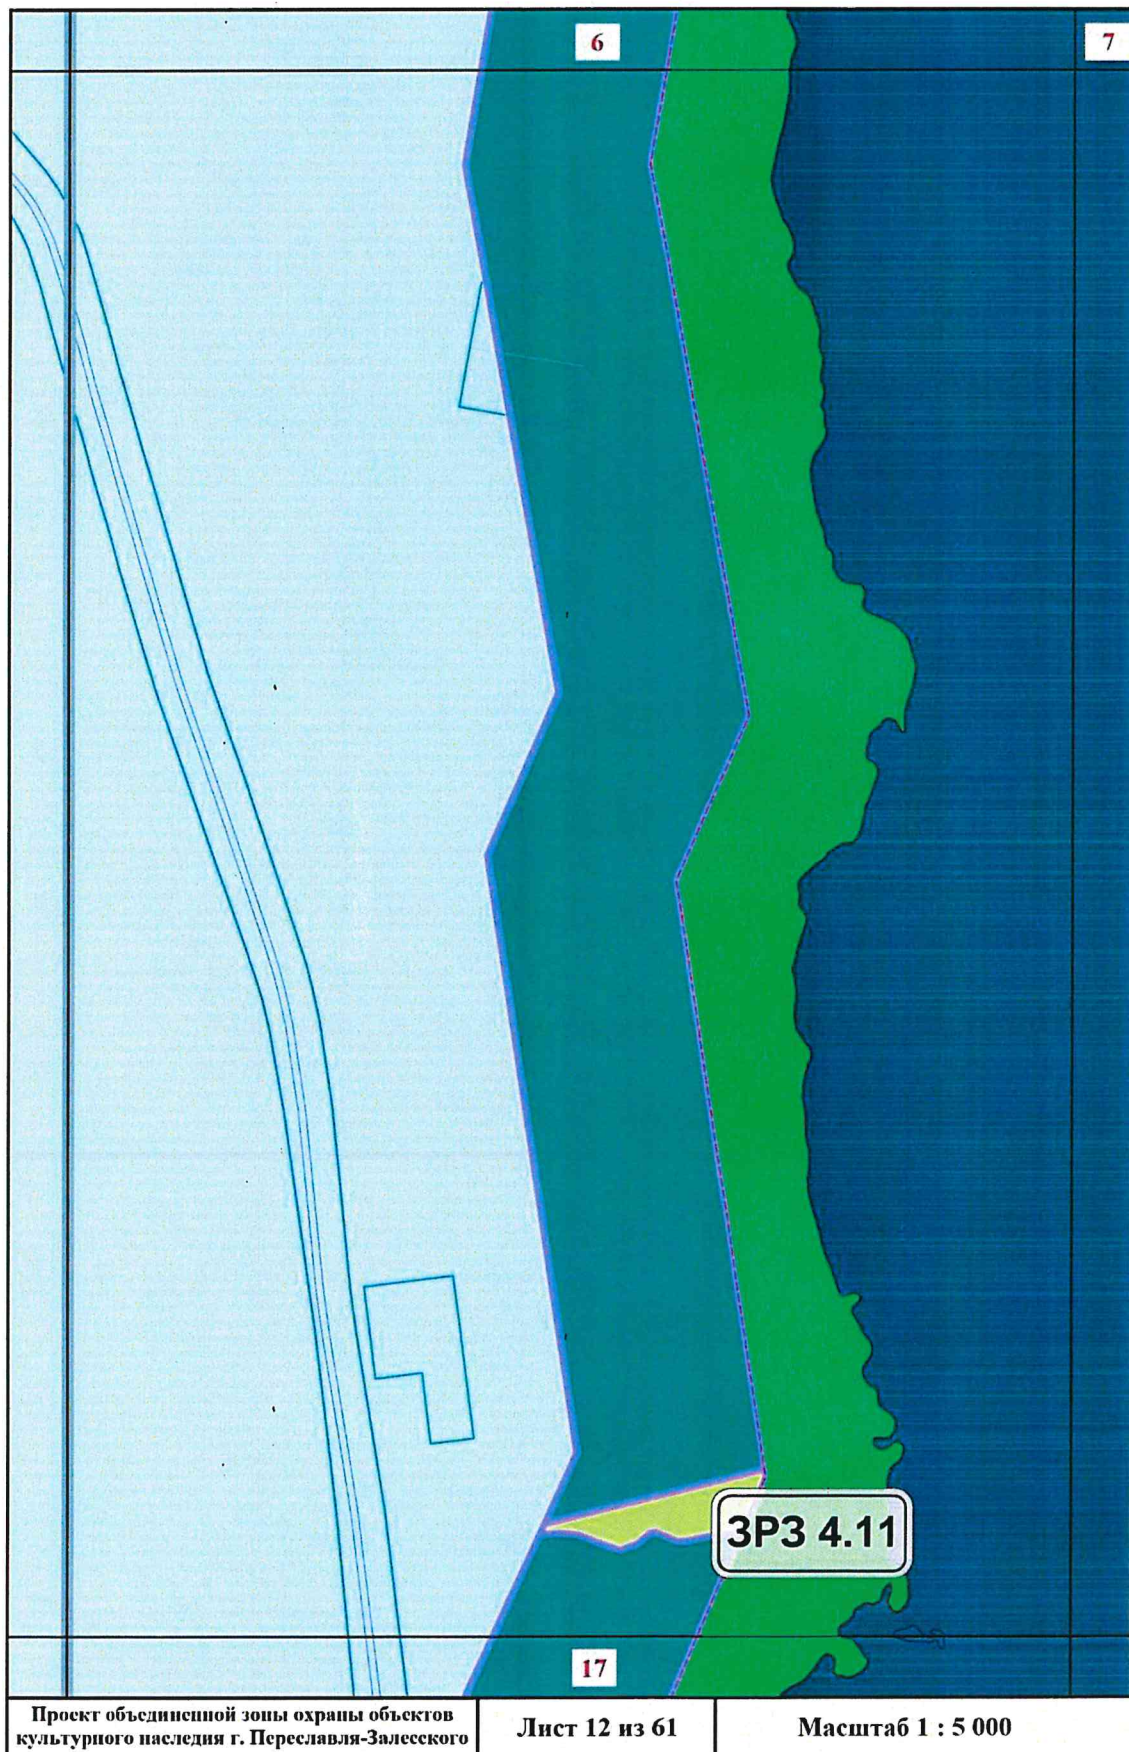 6
7
ЗРЗ 4.11
17
Проект объединенной зоны охраны объектов
культурного наследия г. Переславля-Залесского
Лист 12 из 61
Масштаб 1 : 5 000